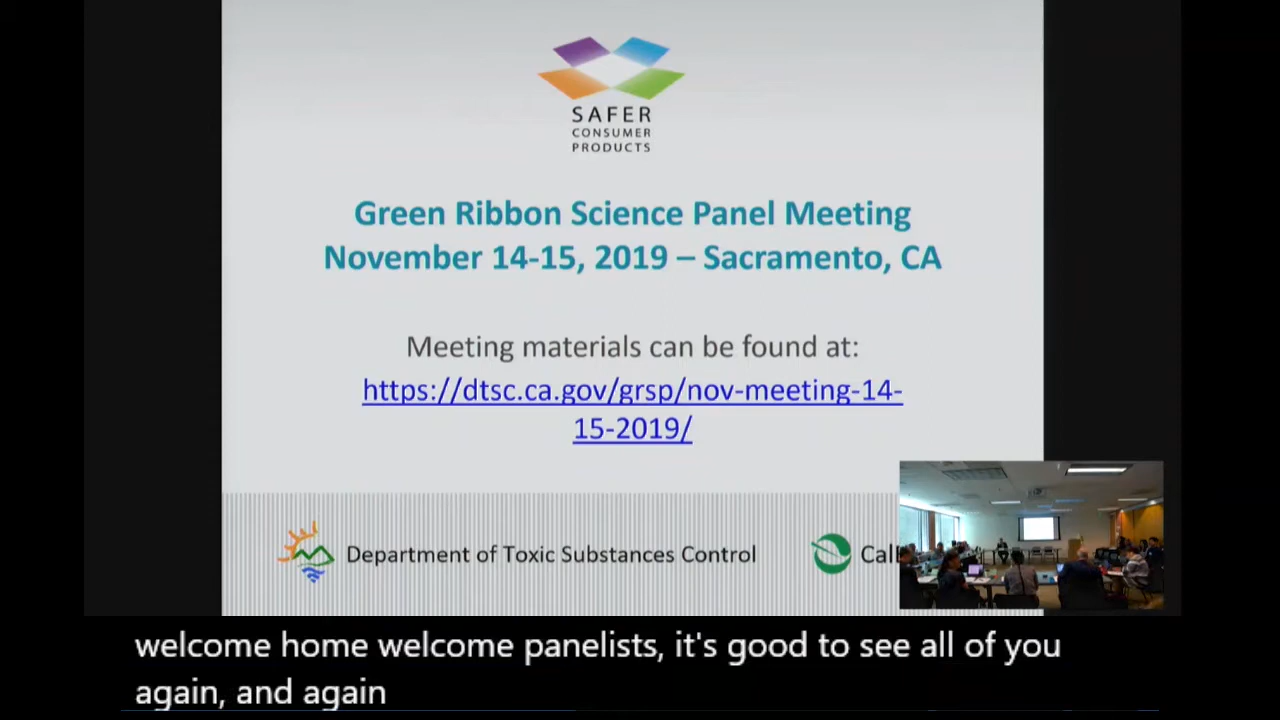 SAFER
CONSUMER
PRODUCTS
Green Ribbon Science Panel Meeting
November 14-15, 2019 – Sacramento, CA
Meeting materials can be found at:
https://dtsc.ca.gov/grsp/nov-meeting-14-
15-2019/
Department of Toxic Substances Control
welcome home welcome panelists, it's good to see all of you
again, and again